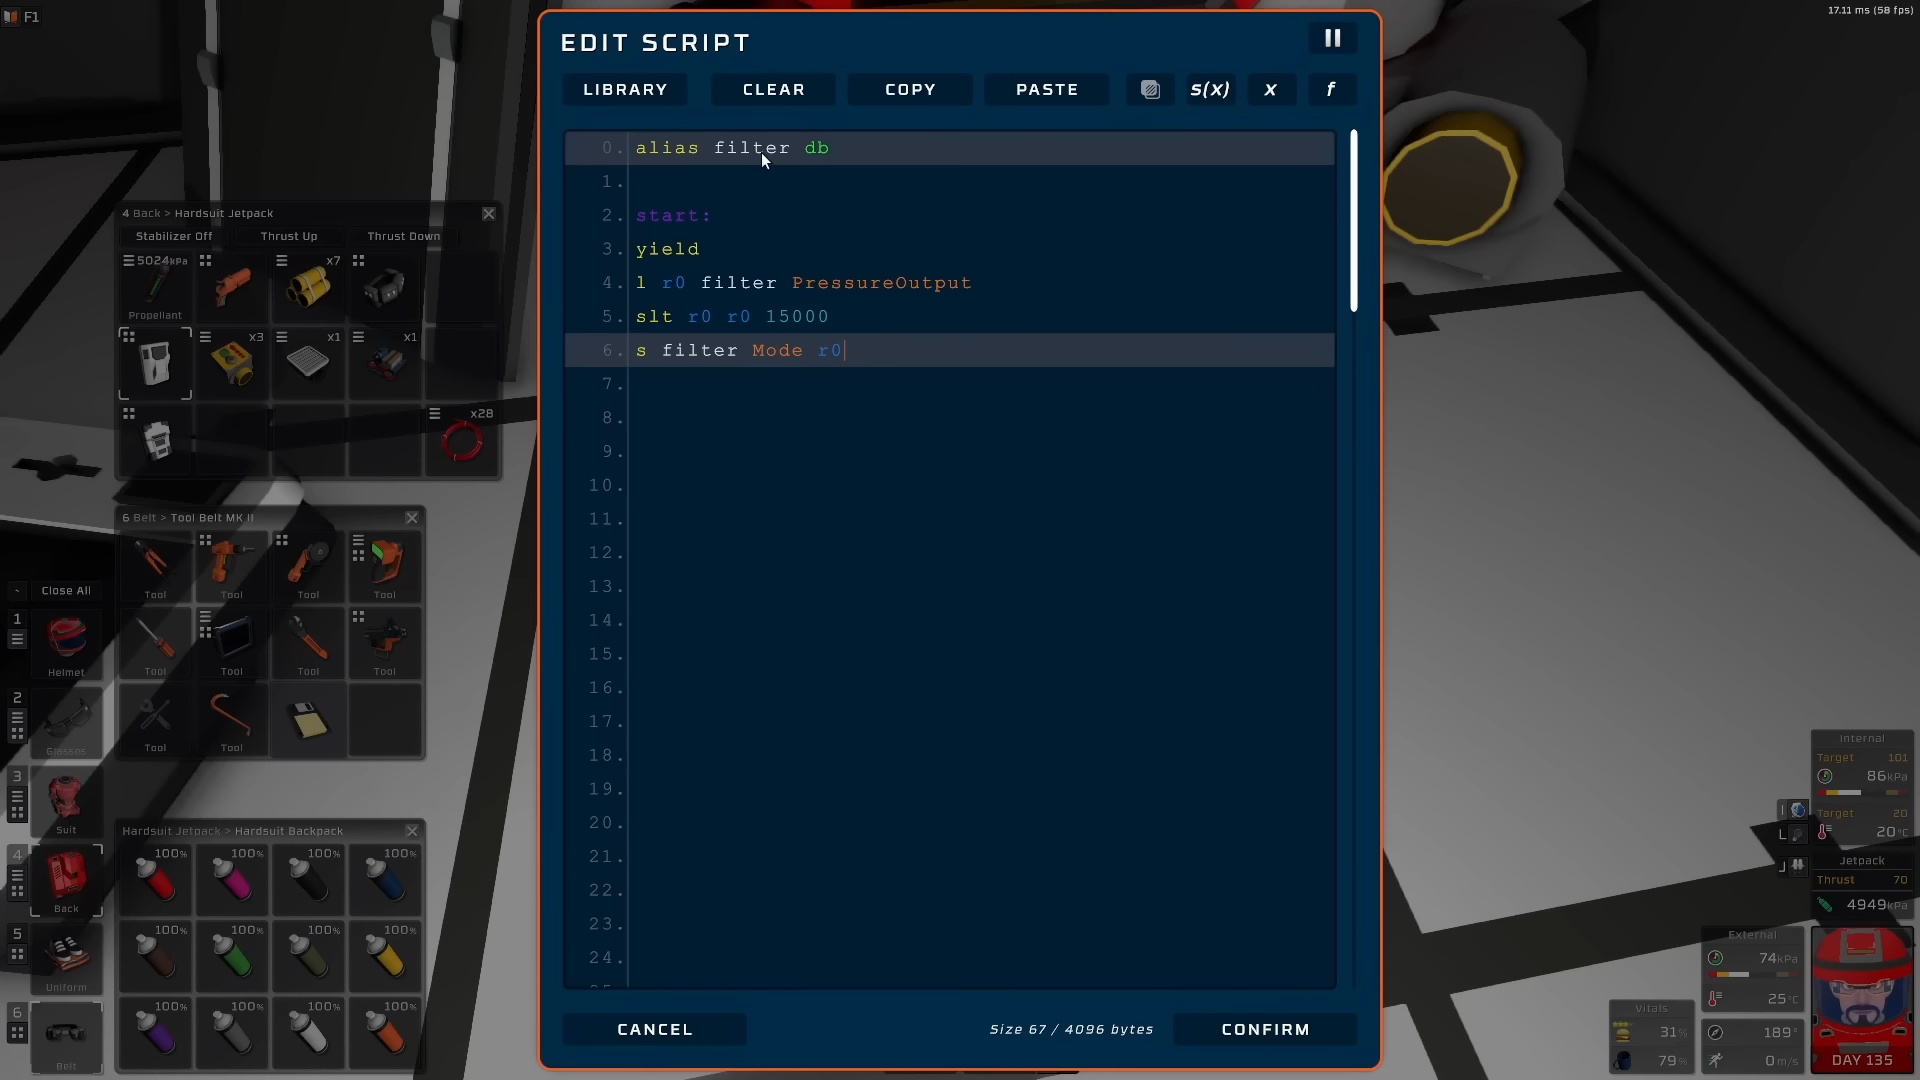 F1
17.11 ms (58 fps)
EDIT SCRIPT
LIBRARY
CLEAR
COPY
PASTE
s(x)
x
f
0. alias filter db
1.
2. start:
3. yield
4. l r0 filter PressureOutput
5. slt r0 r0 15000
6. s filter Mode r0
7.
8.
9.
10.
11.
12.
13.
14.
15.
16.
17.
18.
19.
20.
21.
22.
23.
24.
CANCEL
Size 67 / 4096 bytes
CONFIRM
4 Back > Hardsuit Jetpack
Stabilizer Off
Thrust Up
Thrust Down
5024kPa
x7
Propellant
x3
x1
x1
x28
6 Belt > Tool Belt MK II
Tool
Tool
Tool
Tool
Tool
Tool
Tool
Tool
Tool
Tool
~
Close All
1
Helmet
2
Glasses
3
Suit
4
Back
5
Uniform
6
Belt
Hardsuit Jetpack > Hardsuit Backpack
100%
100%
100%
100%
100%
100%
100%
100%
100%
100%
100%
100%
Internal
Target 101
86kPa
Target 20
20°C
I
L
J
Jetpack
Thrust 70
4949kPa
External
74kPa
25°C
Vitals
31%
79%
189°
0m/s
DAY 135